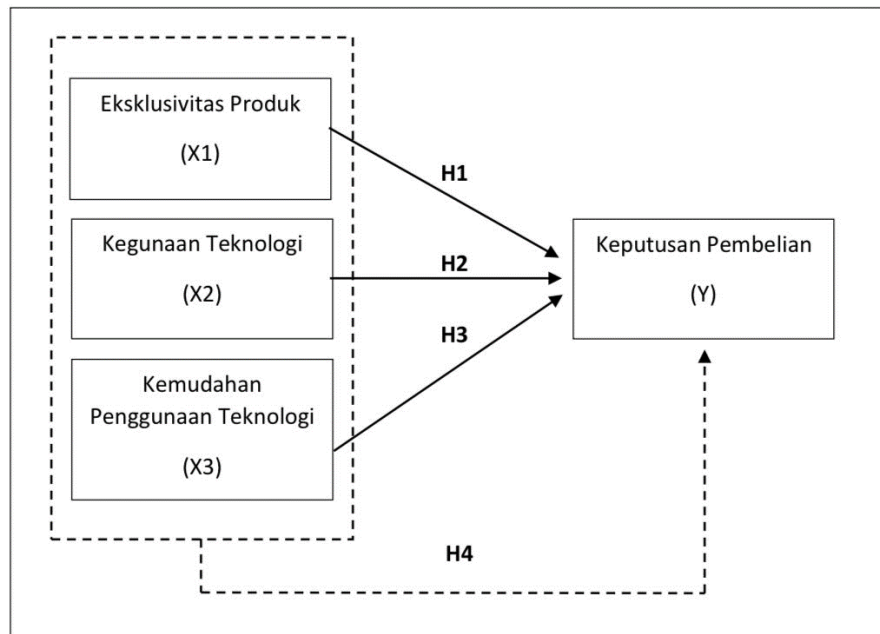 Eksklusivitas Produk
(X1)
H1
Kegunaan Teknologi
(X2)
H2
Keputusan Pembelian
(Y)
H3
Kemudahan
Penggunaan Teknologi
(X3)
H4